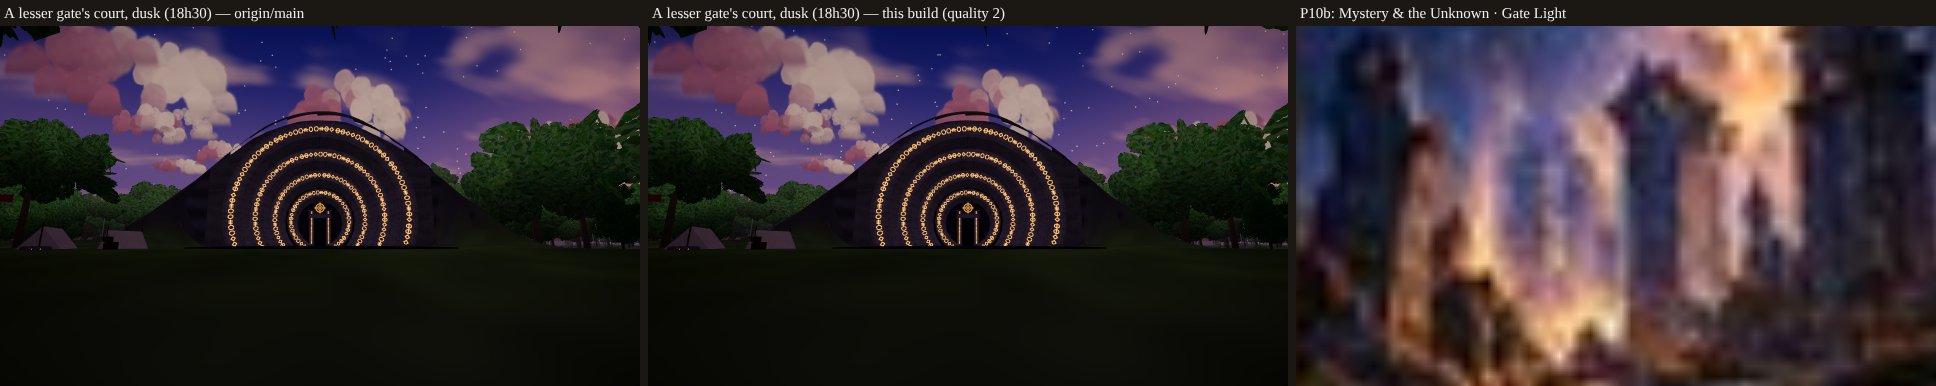 A lesser gate's court, dusk (18h30) — origin/main
A lesser gate's court, dusk (18h30) — this build (quality 2)
P10b: Mystery & the Unknown · Gate Light